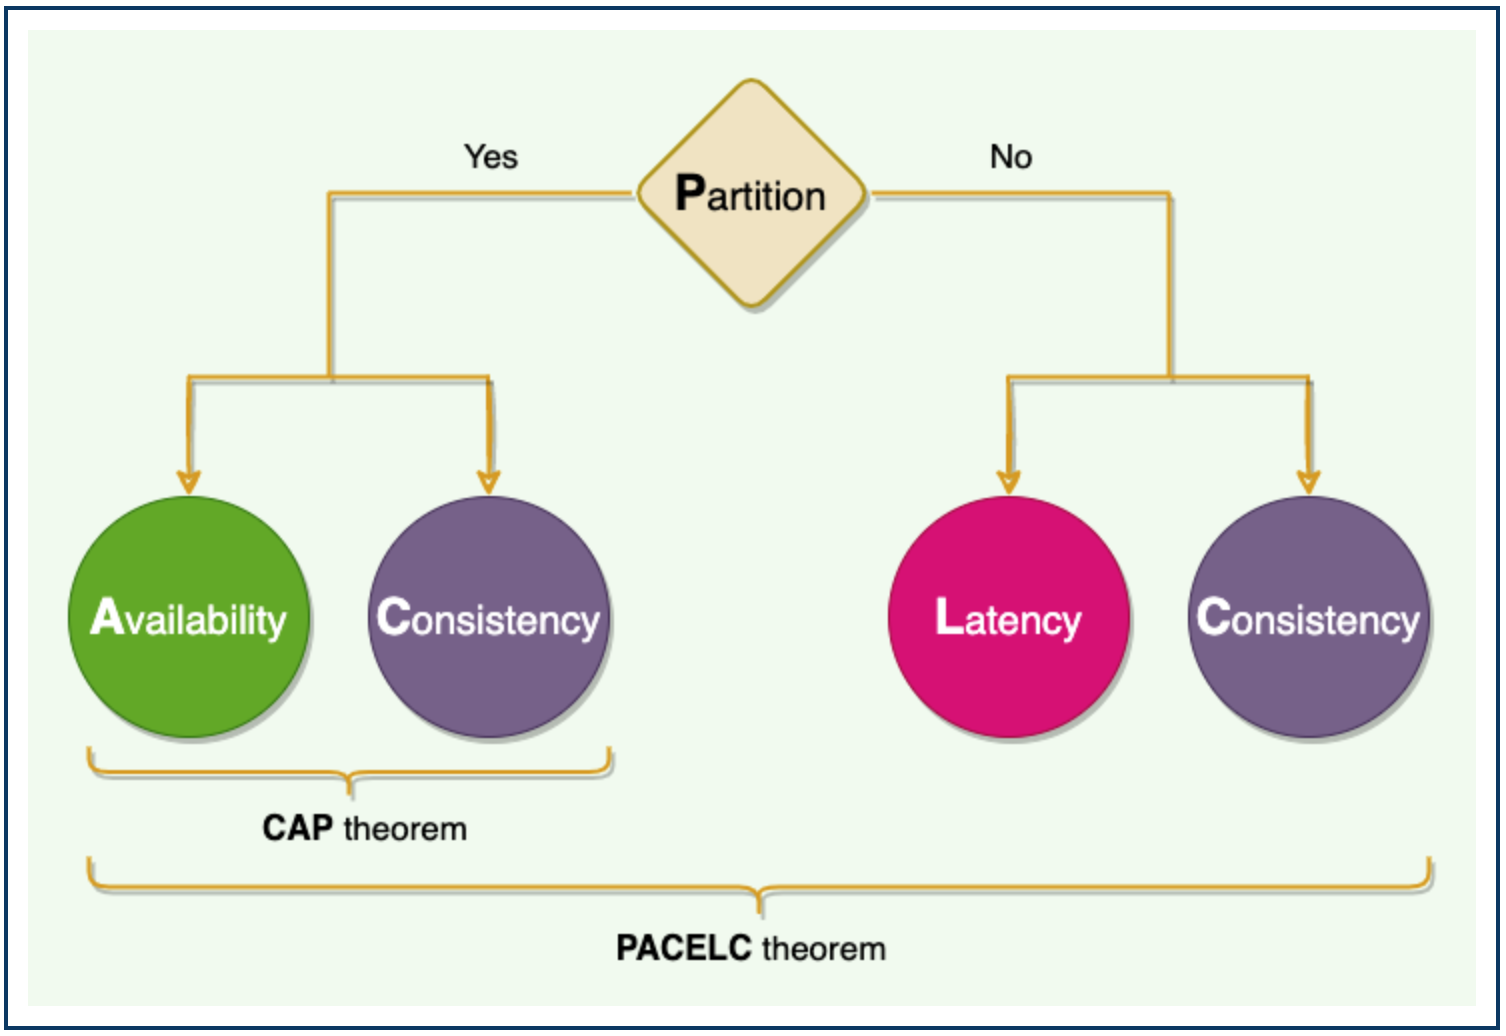 Yes
No
Partition
Availability
Consistency
Latency
Consistency
CAP theorem
PACELC theorem